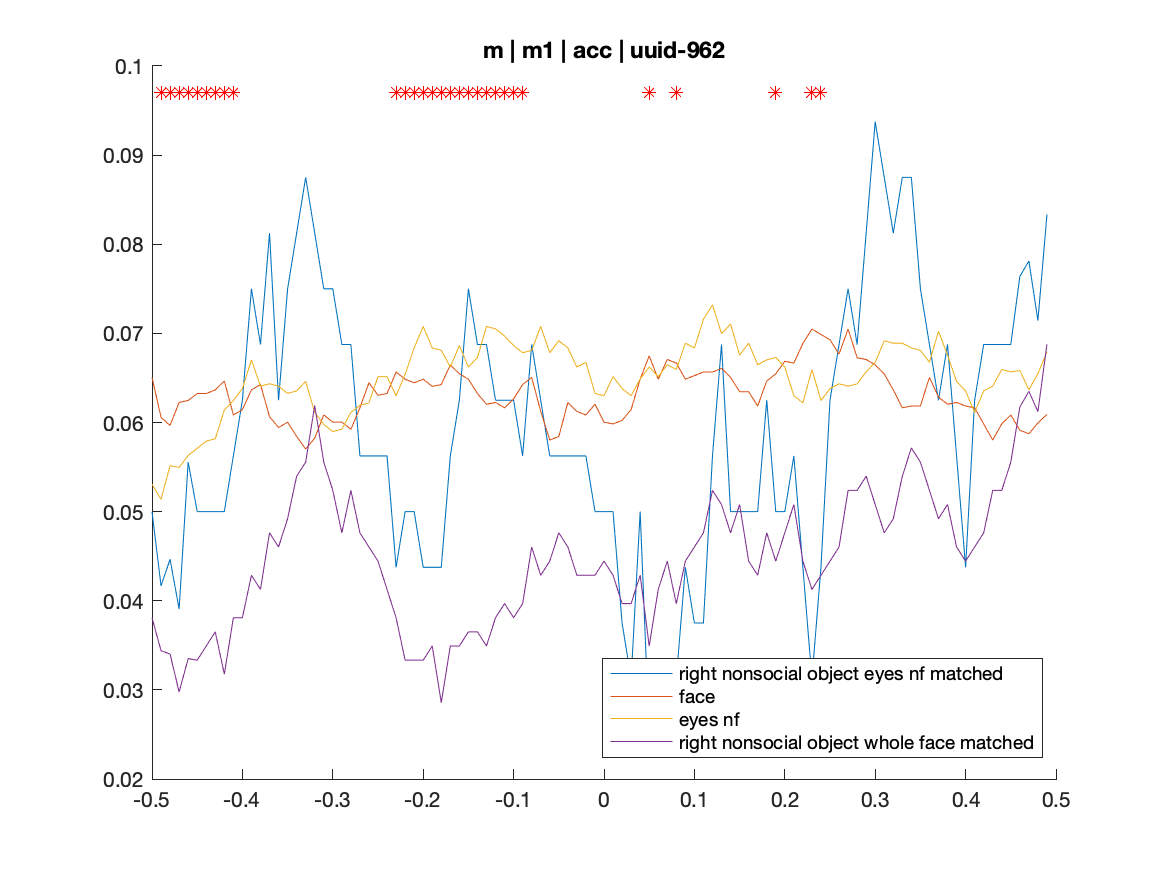 m | m1 | acc | uuid-962
0.1
0.09
0.08
0.07
0.06
0.05
0.04
0.03
0.02
right nonsocial object eyes nf matched
face
eyes nf
right nonsocial object whole face matched
-0.5 -0.4 -0.3 -0.2 -0.1 0 0.1 0.2 0.3 0.4 0.5